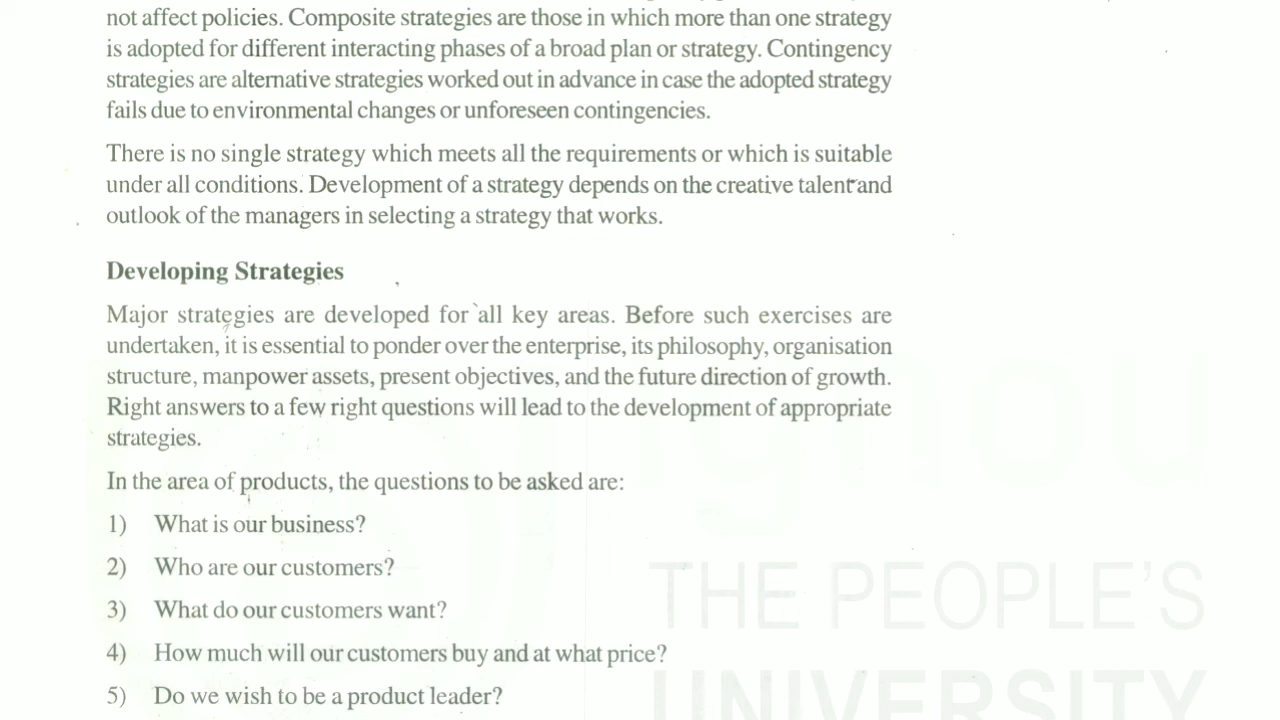 not affect policies. Composite strategies are those in which more than one strategy
is adopted for different interacting phases of a broad plan or strategy. Contingency
strategies are alternative strategies worked out in advance in case the adopted strategy
fails due to environmental changes or unforeseen contingencies.
There is no single strategy which meets all the requirements or which is suitable
under all conditions. Development of a strategy depends on the creative talent and
outlook of the managers in selecting a strategy that works.
Developing Strategies
Major strategies are developed for all key areas. Before such exercises are
undertaken, it is essential to ponder over the enterprise, its philosophy, organisation
structure, manpower assets, present objectives, and the future direction of growth.
Right answers to a few right questions will lead to the development of appropriate
strategies.
In the area of products, the questions to be asked are:
1) What is our business?
2) Who are our customers?
3) What do our customers want?
4) How much will our customers buy and at what price?
5) Do we wish to be a product leader?
ignou
THE PEOPLE'S
UNIVERSITY